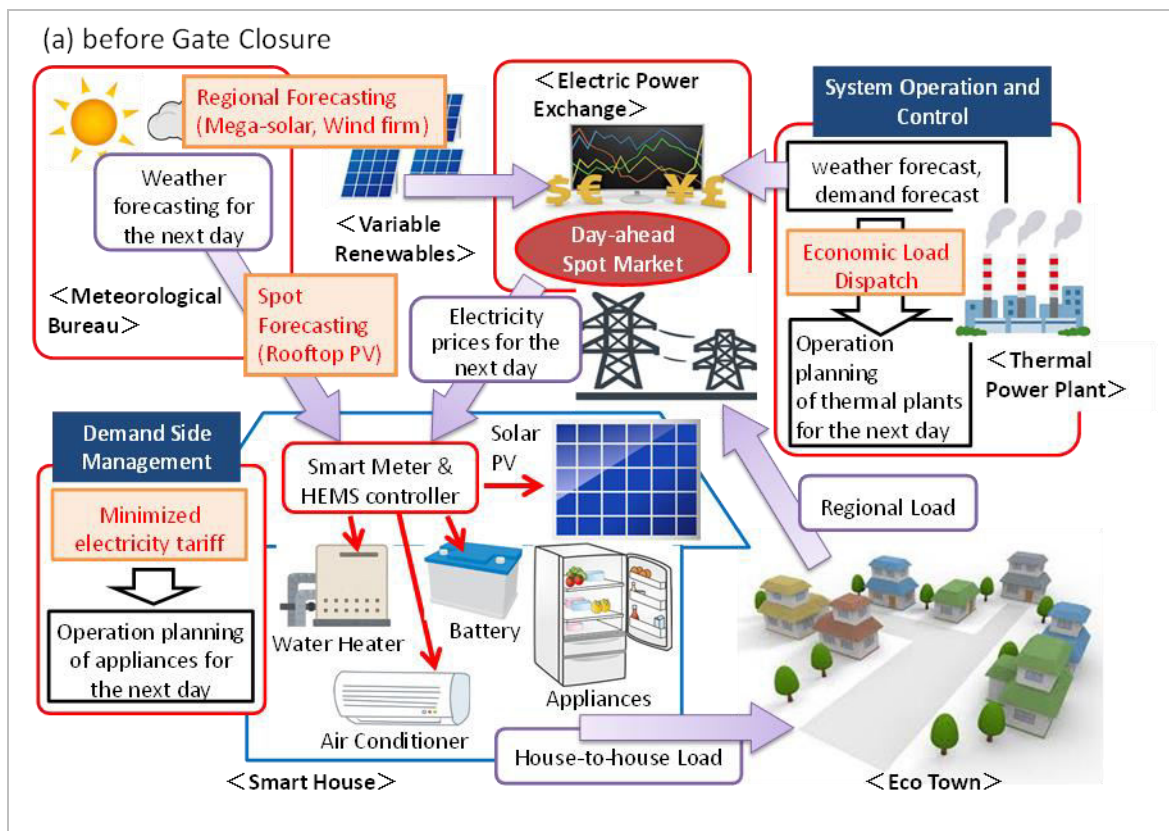 (a) before Gate Closure
Regional Forecasting
(Mega-solar, Wind firm)
Weather
forecasting for
the next day
＜Meteorological
Bureau＞
＜Variable
Renewables＞
Spot
Forecasting
(Rooftop PV)
＜Electric Power
Exchange＞
$ € ¥ £
Day-ahead
Spot Market
Electricity
prices for the
next day
System Operation and
Control
weather forecast,
demand forecast
Economic Load
Dispatch
Operation
planning
of thermal plants
for the next day
＜Thermal
Power Plant＞
Demand Side
Management
Minimized
electricity tariff
Operation planning
of appliances for
the next day
Smart Meter &
HEMS controller
Solar
PV
Water Heater
Battery
Air Conditioner
Appliances
Regional Load
House-to-house Load
＜Smart House＞
＜Eco Town＞